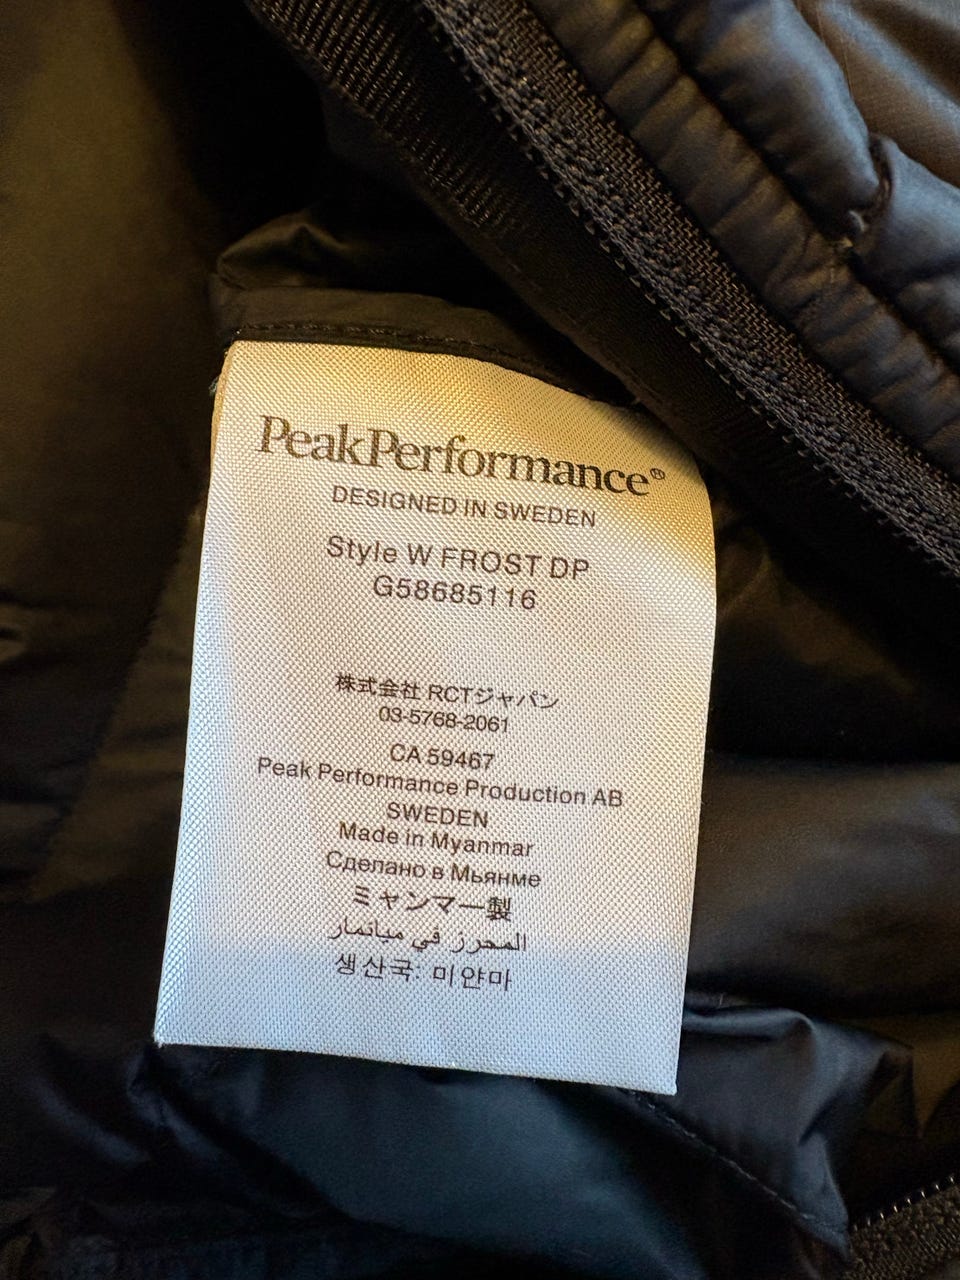 PeakPerformance®
DESIGNED IN SWEDEN
Style W FROST DP
G58685116
株式会社 RCTジャパン
03-5768-2061
CA 59467
Peak Performance Production AB
SWEDEN
Made in Myanmar
Сделано в Мьянме
ミャンマー製
المحرز في ميانمار
생산국: 미얀마